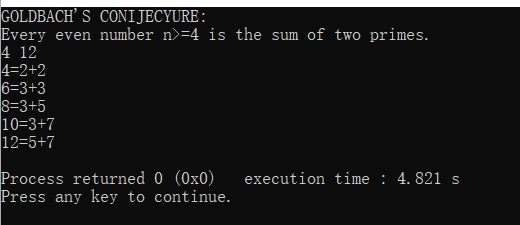 GOLDBACH'S CONIJECYURE:
Every even number n>=4 is the sum of two primes.
4 12
4=2+2
6=3+3
8=3+5
10=3+7
12=5+7
Process returned 0 (0x0)   execution time : 4.821 s
Press any key to continue.